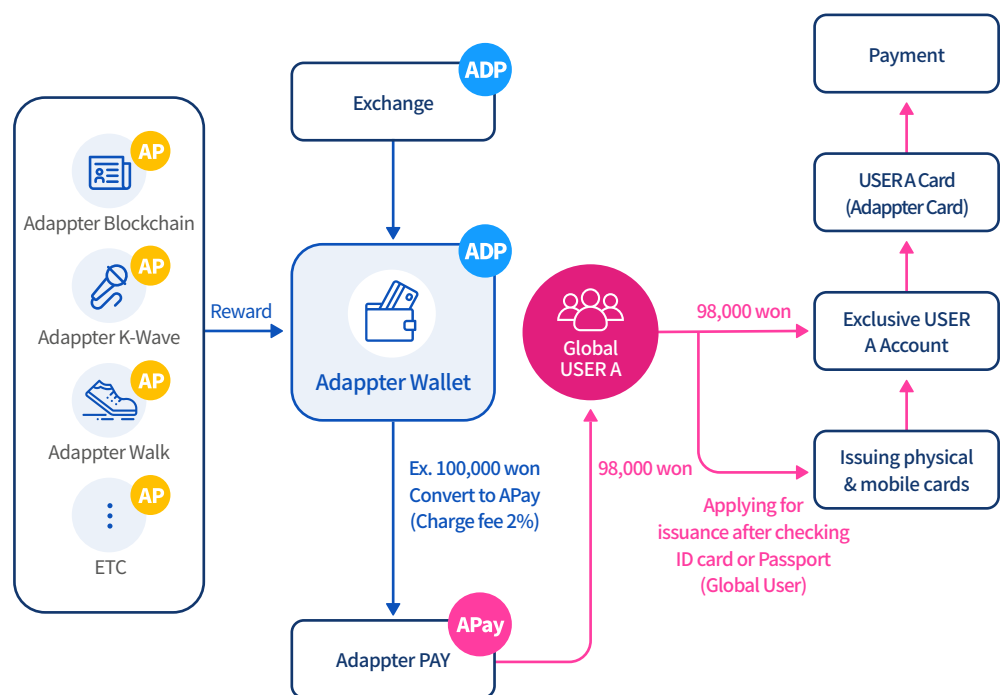 AP
Adappter Blockchain
AP
Adappter K-Wave
AP
Adappter Walk
AP
ETC
Reward
ADP
Exchange
ADP
Adappter Wallet
Ex. 100,000 won
Convert to APay
(Charge fee 2%)
APay
Adappter PAY
98,000 won
Global
USER A
98,000 won
Applying for
issuance after checking
ID card or Passport
(Global User)
Payment
USER A Card
(Adappter Card)
Exclusive USER
A Account
Issuing physical
& mobile cards